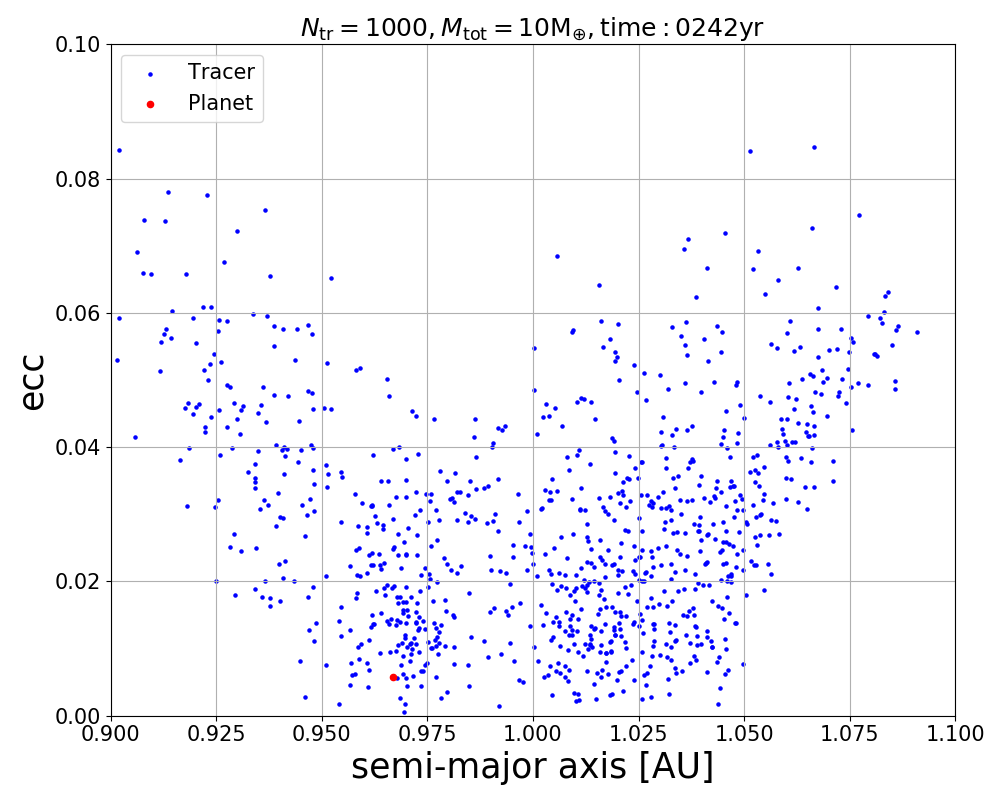 N_tr = 1000, M_tot = 10M_⊕, time : 0242yr
0.10
0.08
0.06
0.04
0.02
0.00
ecc
Tracer
Planet
0.900 0.925 0.950 0.975 1.000 1.025 1.050 1.075 1.100
semi-major axis [AU]